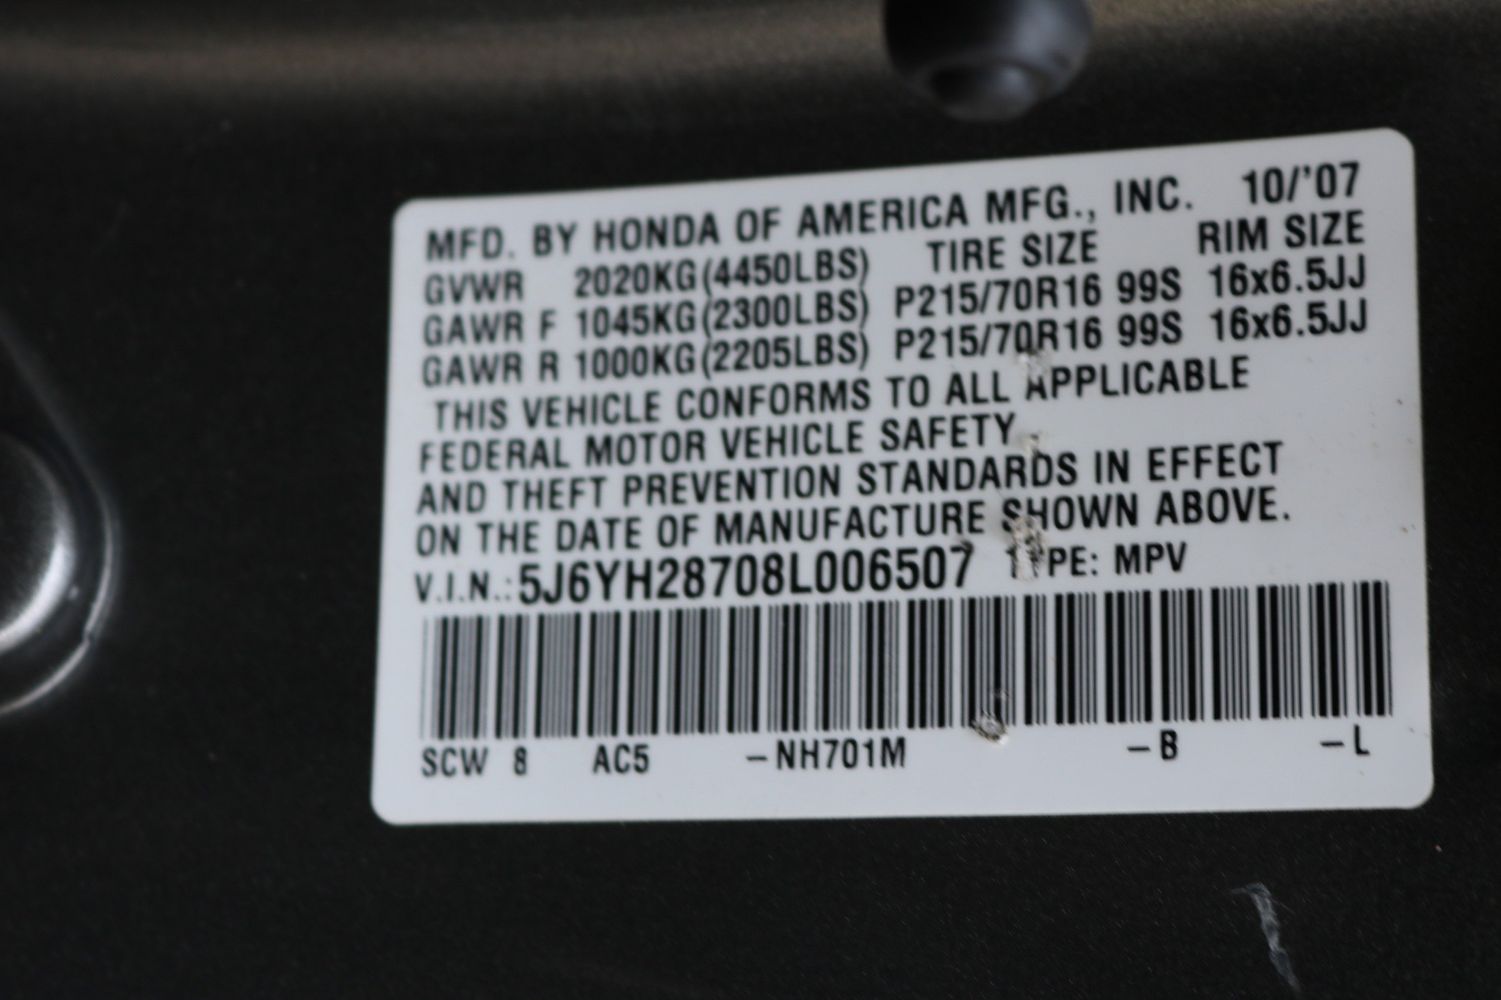 MFD. BY HONDA OF AMERICA MFG., INC. 10/'07
GVWR 2020KG(4450LBS) TIRE SIZE RIM SIZE
GAWR F 1045KG(2300LBS) P215/70R16 99S 16x6.5JJ
GAWR R 1000KG(2205LBS) P215/70R16 99S 16x6.5JJ
THIS VEHICLE CONFORMS TO ALL APPLICABLE
FEDERAL MOTOR VEHICLE SAFETY
AND THEFT PREVENTION STANDARDS IN EFFECT
ON THE DATE OF MANUFACTURE SHOWN ABOVE.
V.I.N.: 5J6YH28708L006507 TYPE: MPV
SCW 8 AC5 –NH701M –B –L